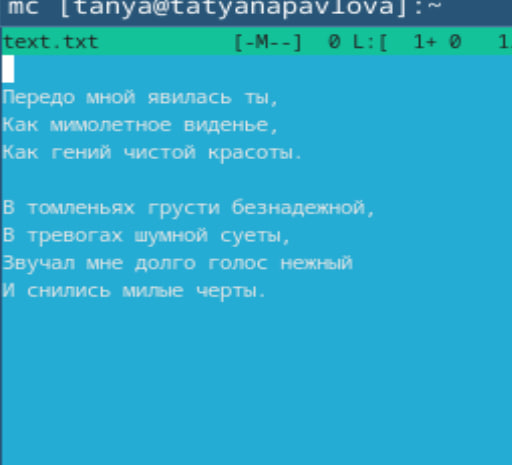 mc [tanya@tatyanapavlova]:~
text.txt [-M--] 0 L:[ 1+ 0 1
Передо мной явилась ты,
Как мимолетное виденье,
Как гений чистой красоты.
В томленьях грусти безнадежной,
В тревогах шумной суеты,
Звучал мне долго голос нежный
И снились милые черты.